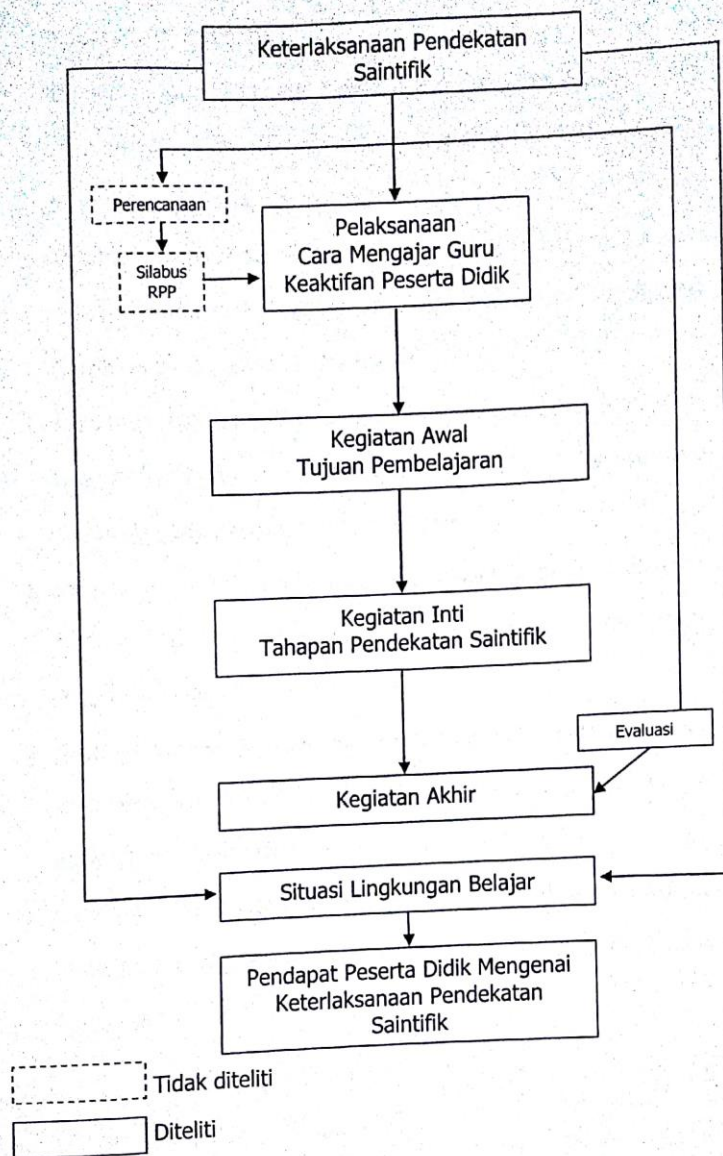 Keterlaksanaan Pendekatan
Saintifik
Perencanaan
Silabus
RPP
Pelaksanaan
Cara Mengajar Guru
Keaktifan Peserta Didik
Kegiatan Awal
Tujuan Pembelajaran
Kegiatan Inti
Tahapan Pendekatan Saintifik
Evaluasi
Kegiatan Akhir
Situasi Lingkungan Belajar
Pendapat Peserta Didik Mengenai
Keterlaksanaan Pendekatan
Saintifik
Tidak diteliti
Diteliti